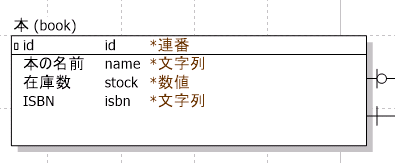 本 (book)
id id *連番
本の名前 name *文字列
在庫数 stock *数値
ISBN isbn *文字列